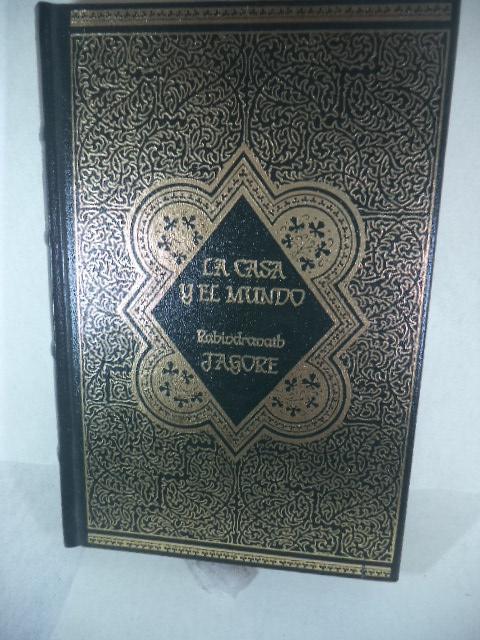 LA CASA
Y EL MUNDO
Rabindranath
TAGORE